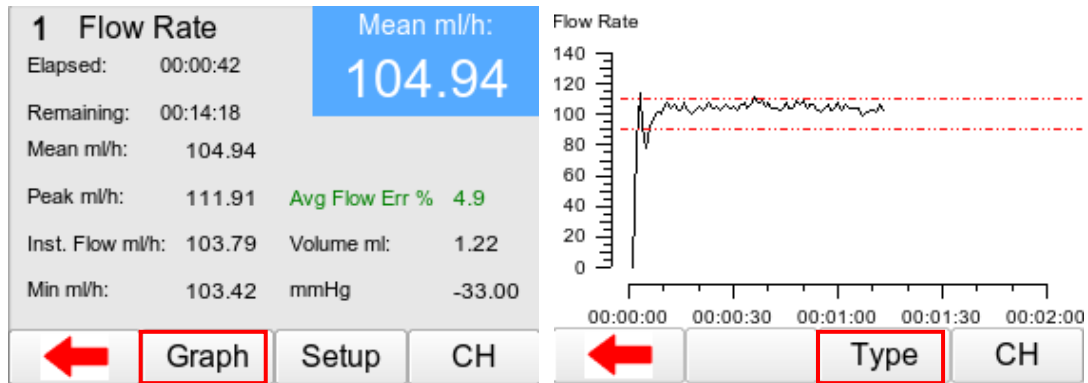 1 Flow Rate
Mean ml/h:
104.94
Elapsed: 00:00:42
Remaining: 00:14:18
Mean ml/h: 104.94
Peak ml/h: 111.91 Avg Flow Err % 4.9
Inst. Flow ml/h: 103.79 Volume ml: 1.22
Min ml/h: 103.42 mmHg -33.00
Graph Setup CH
Flow Rate
140
120
100
80
60
40
20
0
00:00:00 00:00:30 00:01:00 00:01:30 00:02:00
Type CH